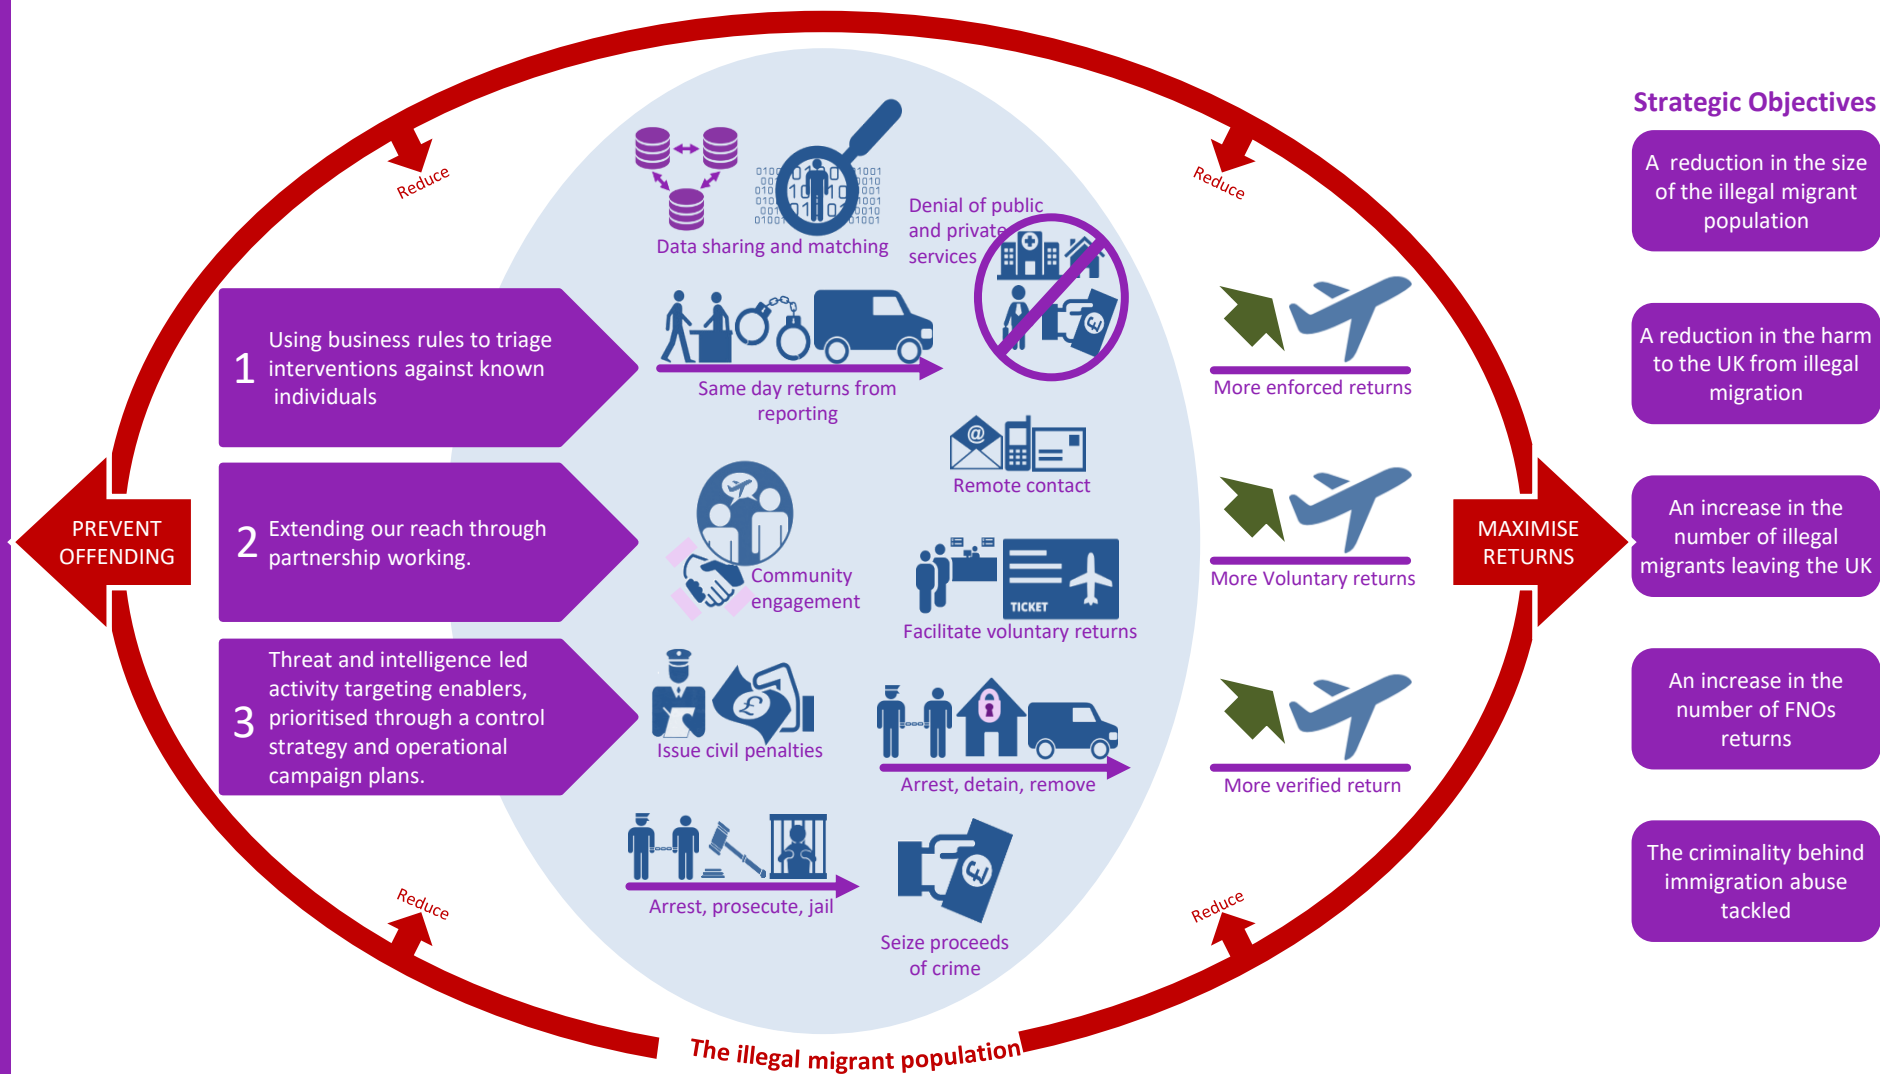 Strategic Objectives
A reduction in the size
of the illegal migrant
population
A reduction in the harm
to the UK from illegal
migration
An increase in the
number of illegal
migrants leaving the UK
An increase in the
number of FNOs
returns
The criminality behind
immigration abuse
tackled
Reduce
Reduce
Data sharing and matching
Denial of public
and private
services
1
Using business rules to triage
interventions against known
individuals
Same day returns from
reporting
More enforced returns
@
Remote contact
PREVENT
OFFENDING
2
Extending our reach through
partnership working.
Community
engagement
TICKET
Facilitate voluntary returns
More Voluntary returns
MAXIMISE
RETURNS
3
Threat and intelligence led
activity targeting enablers,
prioritised through a control
strategy and operational
campaign plans.
£
Issue civil penalties
Arrest, detain, remove
More verified return
Arrest, prosecute, jail
£
Seize proceeds
of crime
Reduce
Reduce
The illegal migrant population